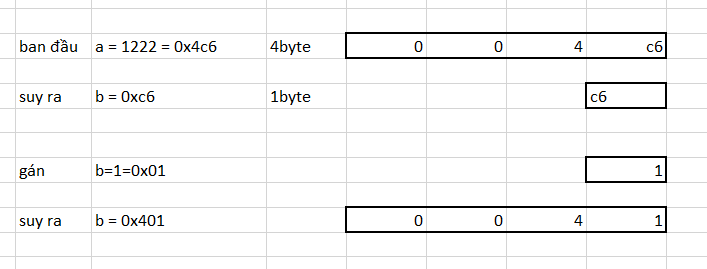 ban đầu a = 1222 = 0x4c6 4byte 0 0 4 c6
suy ra b = 0xc6 1byte c6
gán b=1=0x01 1
suy ra b = 0x401 0 0 4 1